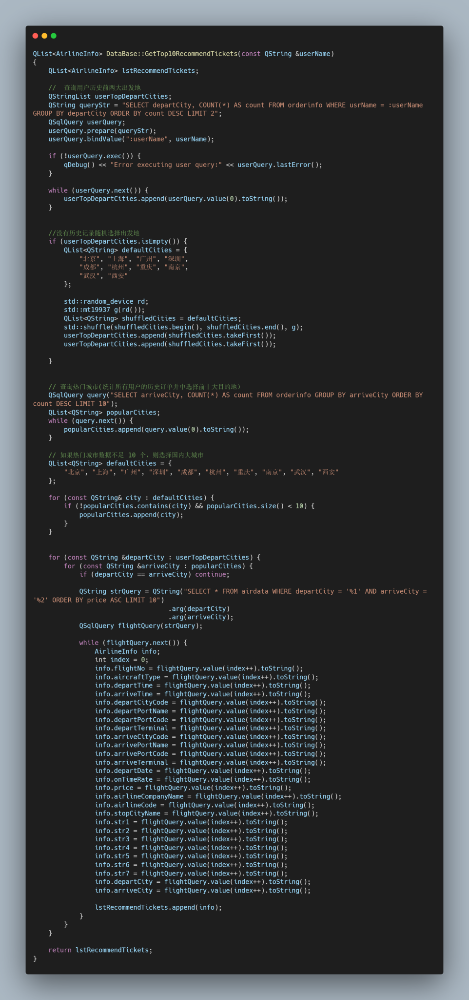 QList<AirlineInfo> DataBase::GetTop10RecommendTickets(const QString &userName)
{
    QList<AirlineInfo> lstRecommendTickets;

    //  查询用户历史前两大出发地
    QStringList userTopDepartCities;
    QString queryStr = "SELECT departCity, COUNT(*) AS count FROM orderinfo WHERE usrName = :userName
GROUP BY departCity ORDER BY count DESC LIMIT 2";
    QSqlQuery userQuery;
    userQuery.prepare(queryStr);
    userQuery.bindValue(":userName", userName);

    if (!userQuery.exec()) {
        qDebug() << "Error executing user query:" << userQuery.lastError();
    }

    while (userQuery.next()) {
        userTopDepartCities.append(userQuery.value(0).toString());
    }


    //没有历史记录随机选择出发地
    if (userTopDepartCities.isEmpty()) {
        QList<QString> defaultCities = {
            "北京", "上海", "广州", "深圳",
            "成都", "杭州", "重庆", "南京",
            "武汉", "西安"
        };

        std::random_device rd;
        std::mt19937 g(rd());
        QList<QString> shuffledCities = defaultCities;
        std::shuffle(shuffledCities.begin(), shuffledCities.end(), g);
        userTopDepartCities.append(shuffledCities.takeFirst());
        userTopDepartCities.append(shuffledCities.takeFirst());

    }


    // 查询热门城市(统计所有用户的历史订单并中选择前十大目的地）
    QSqlQuery query("SELECT arriveCity, COUNT(*) AS count FROM orderinfo GROUP BY arriveCity ORDER BY
count DESC LIMIT 10");
    QList<QString> popularCities;
    while (query.next()) {
        popularCities.append(query.value(0).toString());
    }

    // 如果热门城市数据不足 10 个，则选择国内大城市
    QList<QString> defaultCities = {
        "北京", "上海", "广州", "深圳", "成都", "杭州", "重庆", "南京", "武汉", "西安"
    };

    for (const QString& city : defaultCities) {
        if (!popularCities.contains(city) && popularCities.size() < 10) {
            popularCities.append(city);
        }
    }


    for (const QString &departCity : userTopDepartCities) {
        for (const QString &arriveCity : popularCities) {
            if (departCity == arriveCity) continue;

            QString strQuery = QString("SELECT * FROM airdata WHERE departCity = '%1' AND arriveCity =
'%2' ORDER BY price ASC LIMIT 10")
                                   .arg(departCity)
                                   .arg(arriveCity);
            QSqlQuery flightQuery(strQuery);

            while (flightQuery.next()) {
                AirlineInfo info;
                int index = 0;
                info.flightNo = flightQuery.value(index++).toString();
                info.aircraftType = flightQuery.value(index++).toString();
                info.departTime = flightQuery.value(index++).toString();
                info.arriveTime = flightQuery.value(index++).toString();
                info.departCityCode = flightQuery.value(index++).toString();
                info.departPortName = flightQuery.value(index++).toString();
                info.departPortCode = flightQuery.value(index++).toString();
                info.departTerminal = flightQuery.value(index++).toString();
                info.arriveCityCode = flightQuery.value(index++).toString();
                info.arrivePortName = flightQuery.value(index++).toString();
                info.arrivePortCode = flightQuery.value(index++).toString();
                info.arriveTerminal = flightQuery.value(index++).toString();
                info.departDate = flightQuery.value(index++).toString();
                info.onTimeRate = flightQuery.value(index++).toString();
                info.price = flightQuery.value(index++).toString();
                info.airlineCompanyName = flightQuery.value(index++).toString();
                info.airlineCode = flightQuery.value(index++).toString();
                info.stopCityName = flightQuery.value(index++).toString();
                info.str1 = flightQuery.value(index++).toString();
                info.str2 = flightQuery.value(index++).toString();
                info.str3 = flightQuery.value(index++).toString();
                info.str4 = flightQuery.value(index++).toString();
                info.str5 = flightQuery.value(index++).toString();
                info.str6 = flightQuery.value(index++).toString();
                info.str7 = flightQuery.value(index++).toString();
                info.departCity = flightQuery.value(index++).toString();
                info.arriveCity = flightQuery.value(index++).toString();

                lstRecommendTickets.append(info);
            }
        }
    }

    return lstRecommendTickets;
}